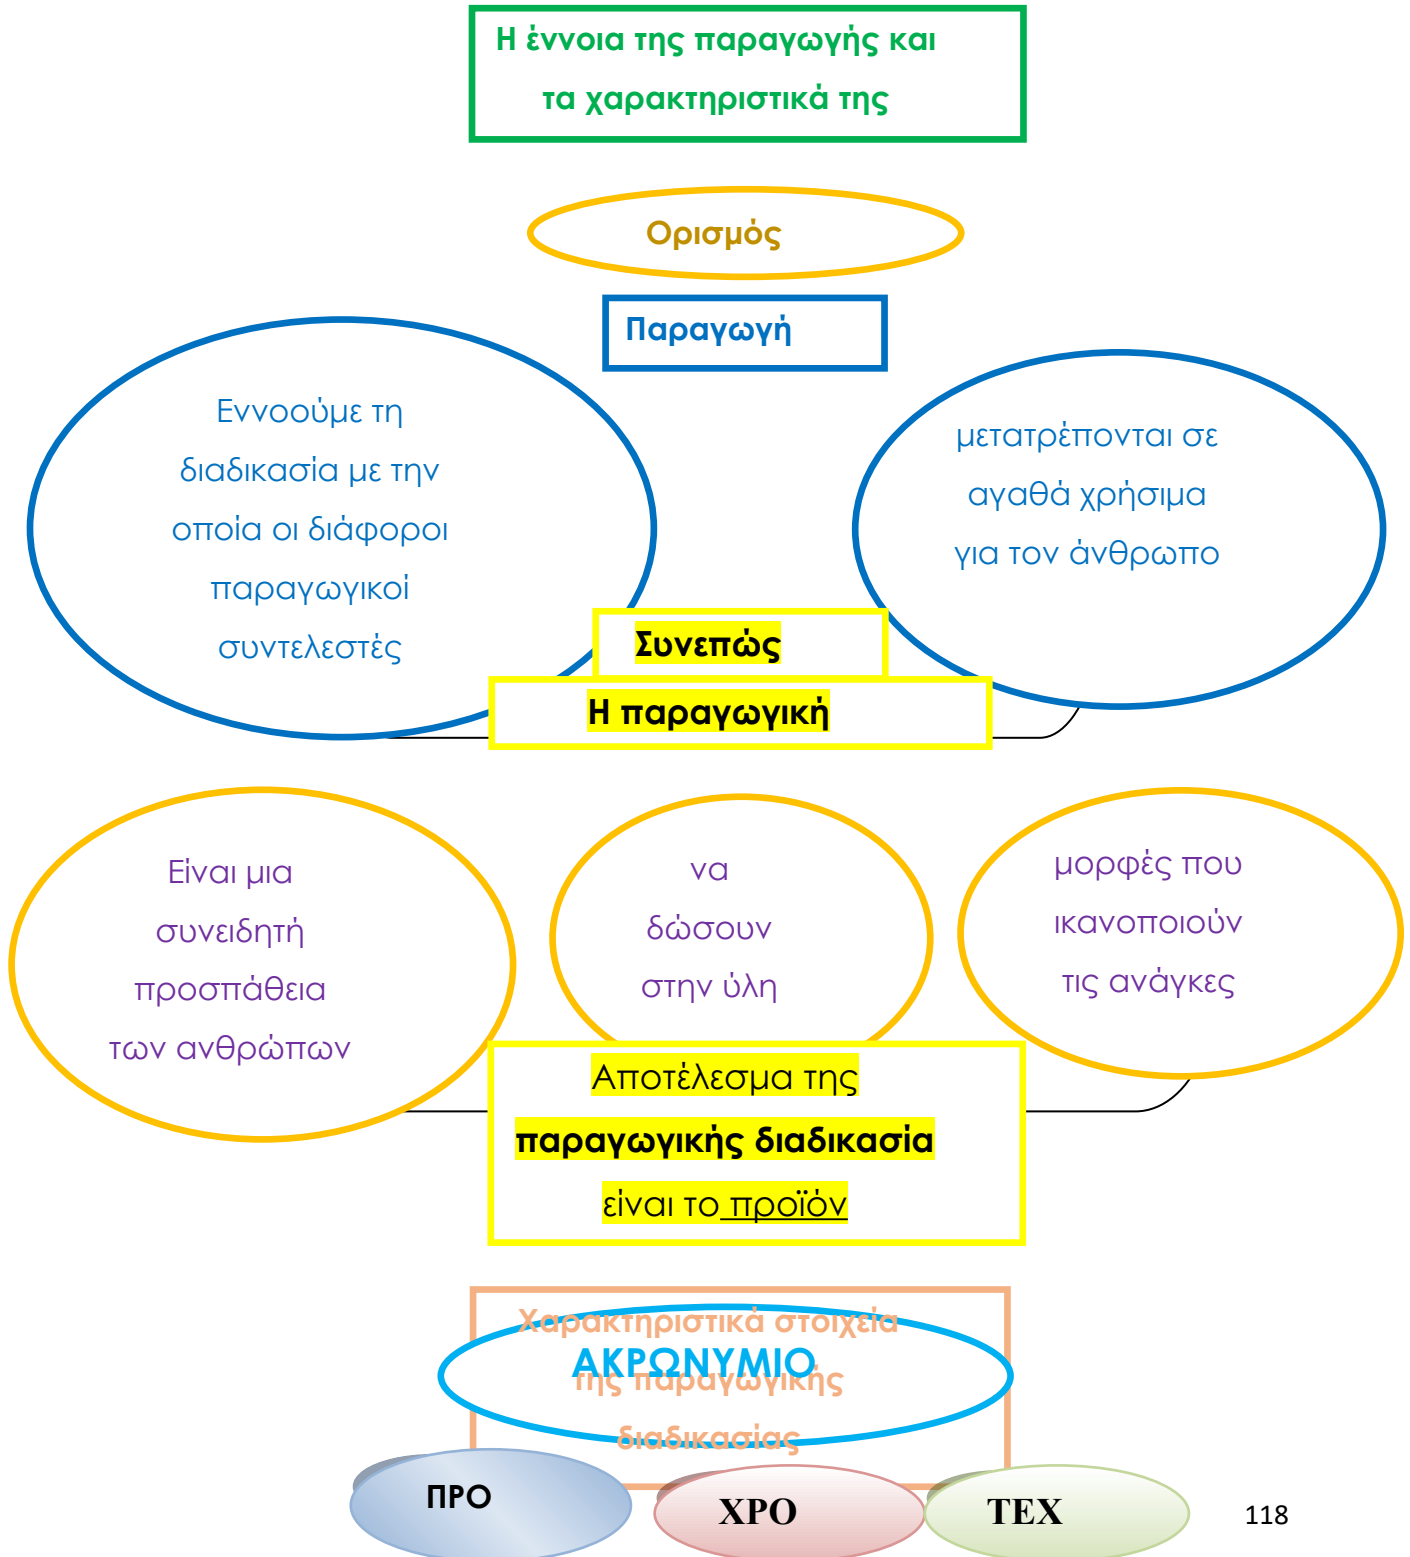 Η έννοια της παραγωγής και
τα χαρακτηριστικά της
Ορισμός
Παραγωγή
Εννοούμε τη
διαδικασία με την
οποία οι διάφοροι
παραγωγικοί
συντελεστές
μετατρέπονται σε
αγαθά χρήσιμα
για τον άνθρωπο
Συνεπώς
Η παραγωγική
Είναι μια
συνειδητή
προσπάθεια
των ανθρώπων
να
δώσουν
στην ύλη
μορφές που
ικανοποιούν
τις ανάγκες
Αποτέλεσμα της
παραγωγικής διαδικασία
είναι το προϊόν
Χαρακτηριστικά στοιχεία
ΑΚΡΩΝΥΜΙΟ
της παραγωγικής
διαδικασίας
ΠΡΟ
ΧΡΟ
ΤΕΧ
118